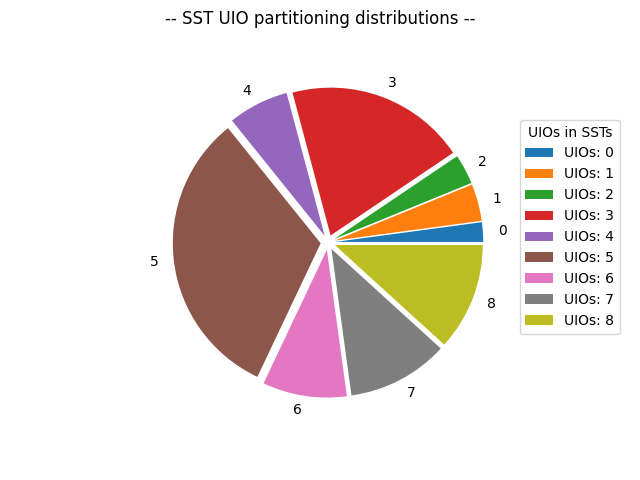 -- SST UIO partitioning distributions --
3
4
2
1
0
5
8
7
6
UIOs in SSTs
UIOs: 0
UIOs: 1
UIOs: 2
UIOs: 3
UIOs: 4
UIOs: 5
UIOs: 6
UIOs: 7
UIOs: 8